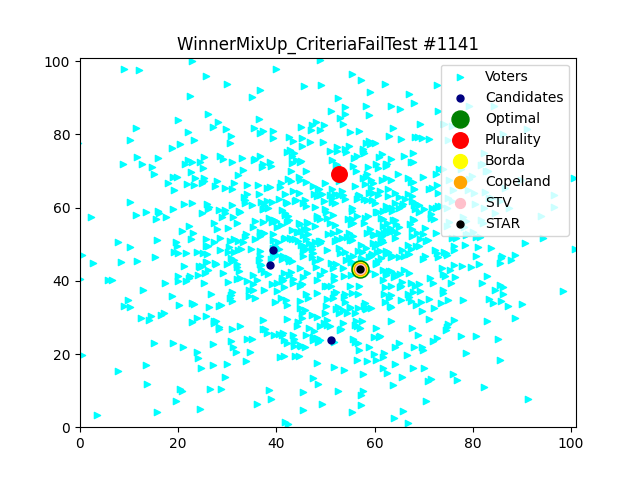 WinnerMixUp_CriteriaFailTest #1141
100
80
60
40
20
0
0
20
40
60
80
100
Voters
Candidates
Optimal
Plurality
Borda
Copeland
STV
STAR